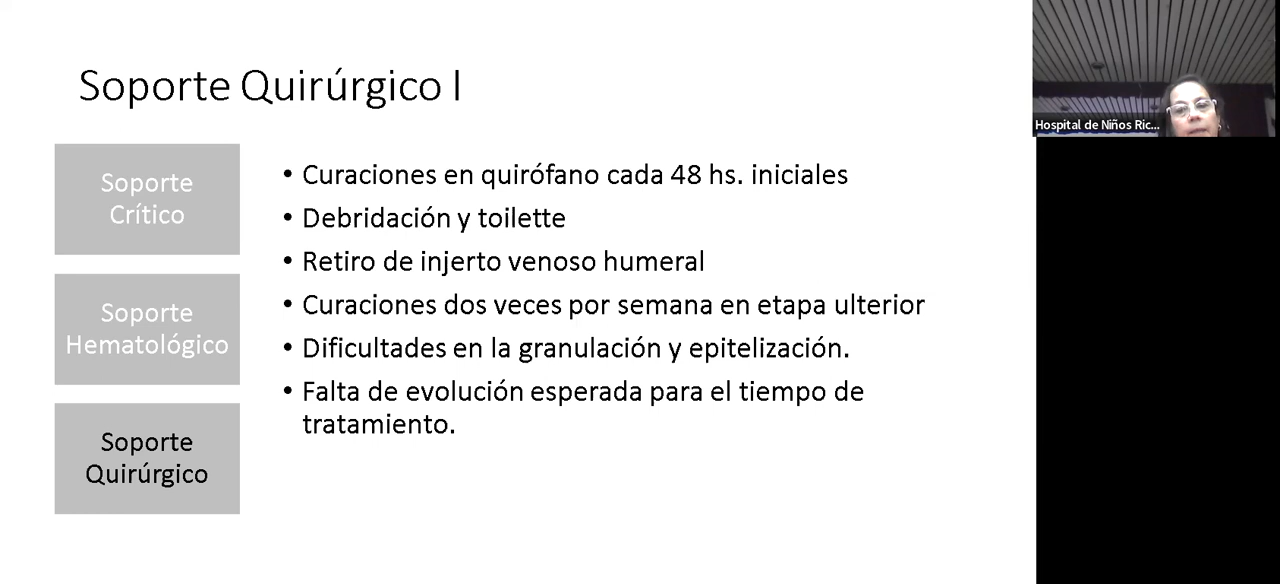 Soporte Quirúrgico I
Soporte
Crítico
Soporte
Hematológico
Soporte
Quirúrgico
• Curaciones en quirófano cada 48 hs. iniciales
• Debridación y toilette
• Retiro de injerto venoso humeral
• Curaciones dos veces por semana en etapa ulterior
• Dificultades en la granulación y epitelización.
• Falta de evolución esperada para el tiempo de
tratamiento.
Hospital de Niños Ric...